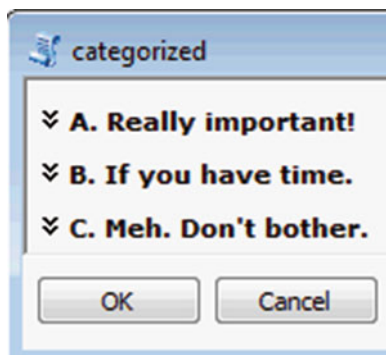 categorized
A. Really important!
B. If you have time.
C. Meh. Don't bother.
OK Cancel